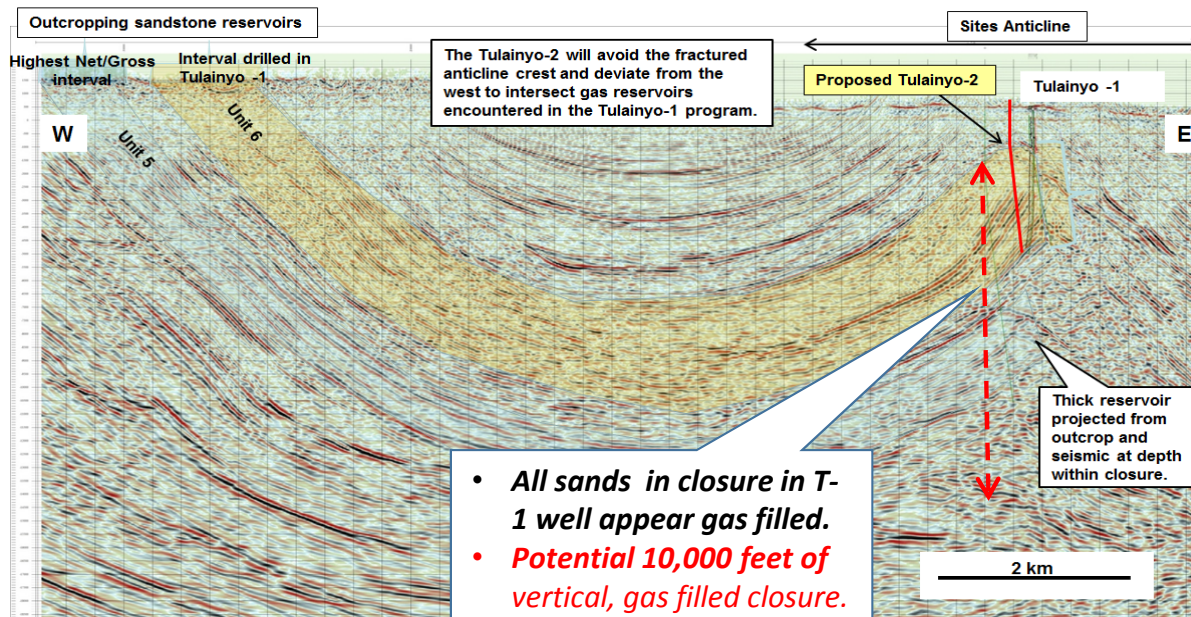 Outcropping sandstone reservoirs
Sites Anticline
Highest Net/Gross
interval
Interval drilled in
Tulainyo -1
The Tulainyo-2 will avoid the fractured
anticline crest and deviate from the
west to intersect gas reservoirs
encountered in the Tulainyo-1 program.
Proposed Tulainyo-2
Tulainyo -1
W
E
Unit 5
Unit 6
Thick reservoir
projected from
outcrop and
seismic at depth
within closure.
• All sands in closure in T-
1 well appear gas filled.
• Potential 10,000 feet of
vertical, gas filled closure.
2 km